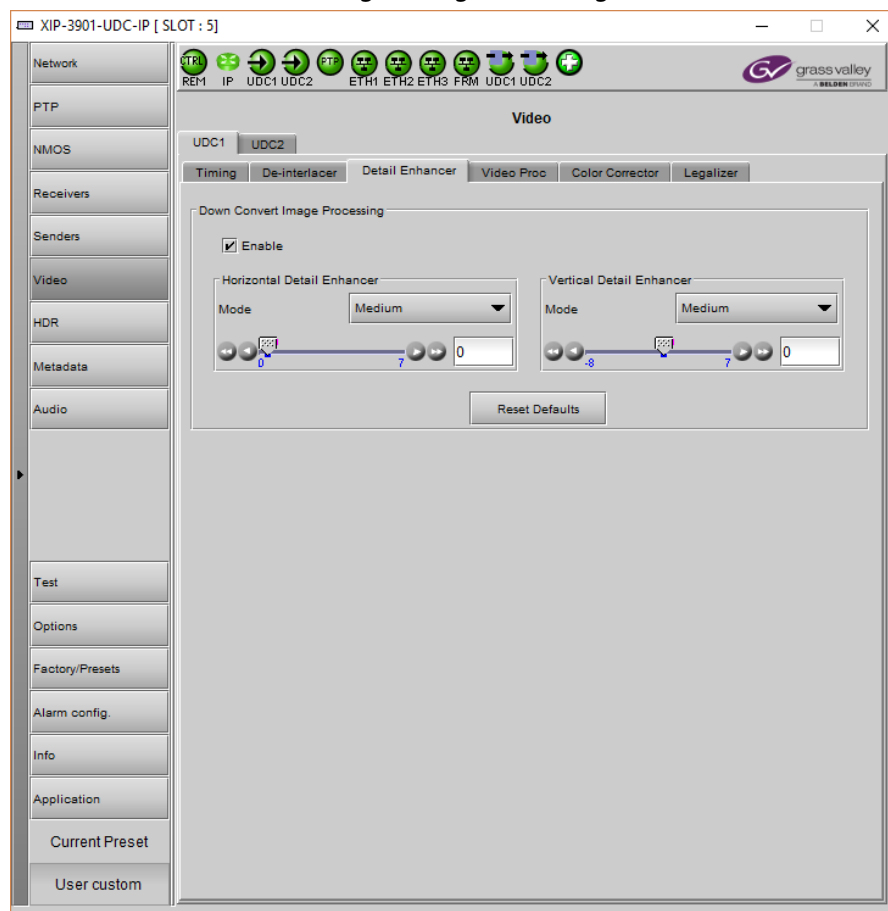 XIP-3901-UDC-IP [ SLOT : 5]
Network
PTP
NMOS
Receivers
Senders
Video
HDR
Metadata
Audio
Test
Options
Factory/Presets
Alarm config.
Info
Application
Current Preset
User custom
CTRL PTP
REM IP UDC1 UDC2 ETH1 ETH2 ETH3 FRM UDC1 UDC2
GV grass valley
A BELDEN BRAND
Video
UDC1 UDC2
Timing De-interlacer Detail Enhancer Video Proc Color Corrector Legalizer
Down Convert Image Processing
Enable
Horizontal Detail Enhancer
Mode Medium
0 7 0
Vertical Detail Enhancer
Mode Medium
-8 7 0
Reset Defaults